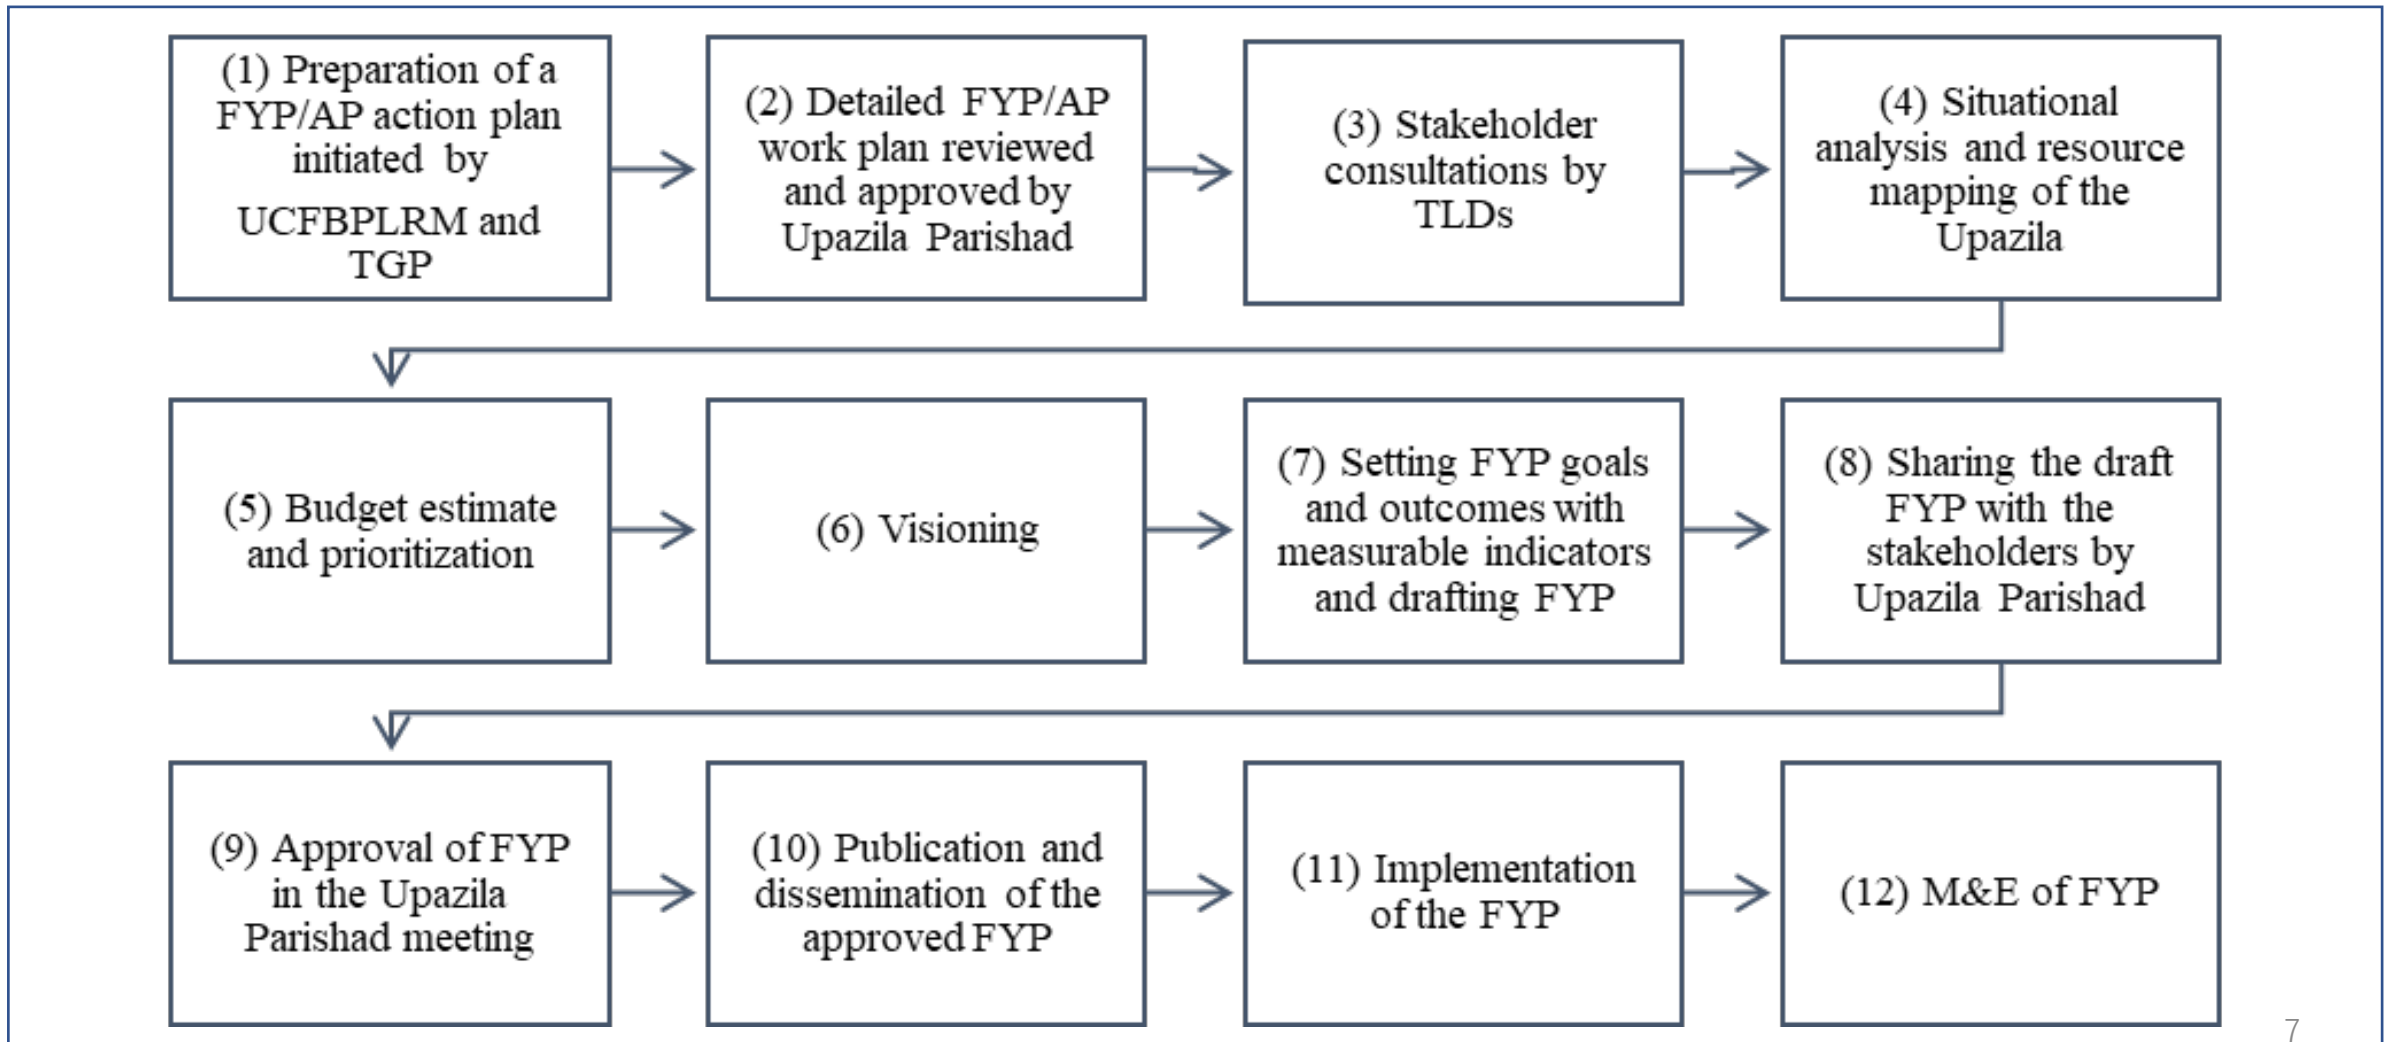 (1) Preparation of a
FYP/AP action plan
initiated by
UCFBPLRM and
TGP
(2) Detailed FYP/AP
work plan reviewed
and approved by
Upazila Parishad
(3) Stakeholder
consultations by
TLDs
(4) Situational
analysis and resource
mapping of the
Upazila
(5) Budget estimate
and prioritization
(6) Visioning
(7) Setting FYP goals
and outcomes with
measurable indicators
and drafting FYP
(8) Sharing the draft
FYP with the
stakeholders by
Upazila Parishad
(9) Approval of FYP
in the Upazila
Parishad meeting
(10) Publication and
dissemination of the
approved FYP
(11) Implementation
of the FYP
(12) M&E of FYP
7